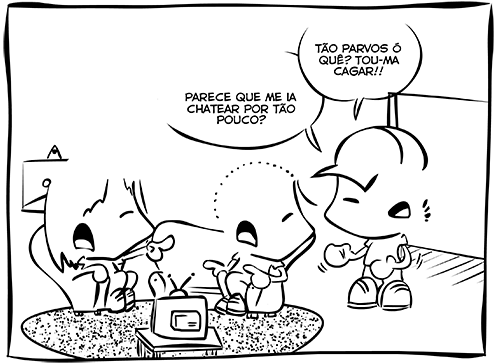 TÃO PARVOS Ó
QUÊ? TOU-MA
CAGAR!!
PARECE QUE ME IA
CHATEAR POR TÃO
POUCO?